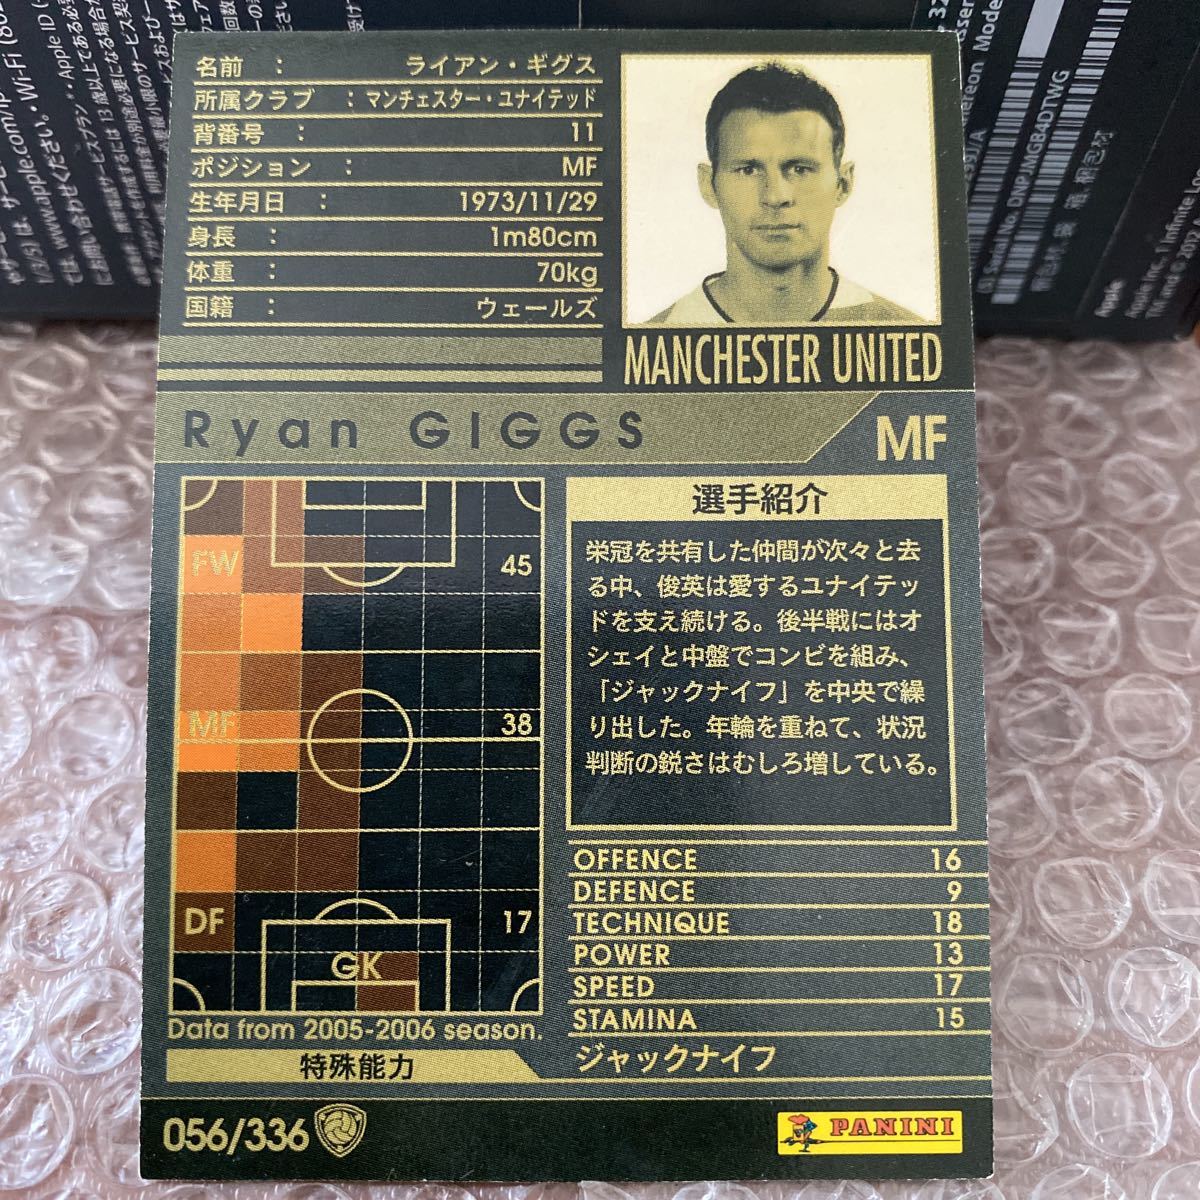 名前 : ライアン・ギグス
所属クラブ : マンチェスター・ユナイテッド
背番号 : 11
ポジション : MF
生年月日 : 1973/11/29
身長 : 1m80cm
体重 : 70kg
国籍 : ウェールズ
MANCHESTER UNITED
Ryan GIGGS
MF
FW 45
MF 38
DF 17
GK
Data from 2005-2006 season.
選手紹介
栄冠を共有した仲間が次々と去
る中、俊英は愛するユナイテッ
ドを支え続ける。後半戦にはオ
シェイと中盤でコンビを組み、
「ジャックナイフ」を中央で繰
り出した。年輪を重ねて、状況
判断の鋭さはむしろ増している。
OFFENCE 16
DEFENCE 9
TECHNIQUE 18
POWER 13
SPEED 17
STAMINA 15
特殊能力
ジャックナイフ
056/336
PANINI